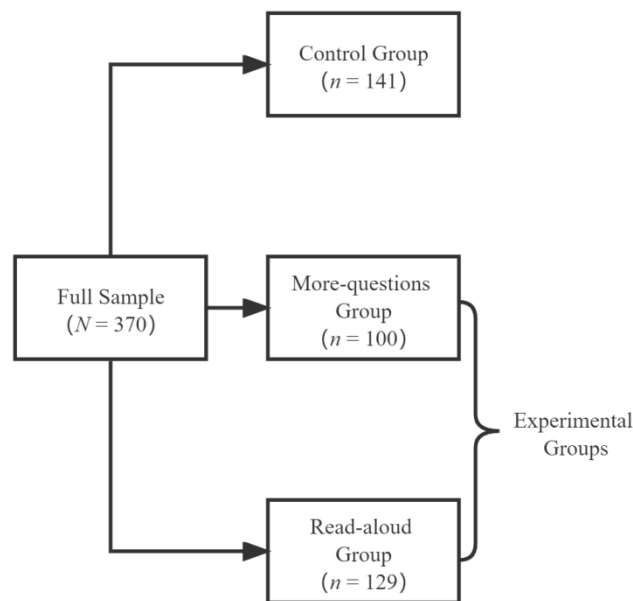 Control Group
(n = 141)
Full Sample
(N = 370)
More-questions
Group
(n = 100)
Experimental
Groups
Read-aloud
Group
(n = 129)